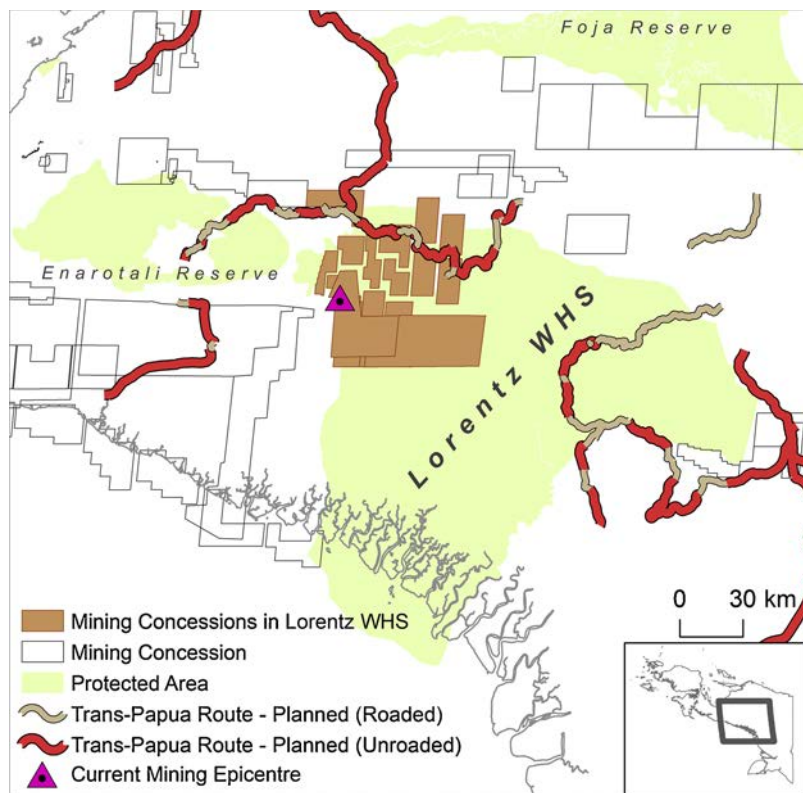 Foja Reserve
Enarotali Reserve
Lorentz WHS
Mining Concessions in Lorentz WHS
Mining Concession
Protected Area
Trans-Papua Route - Planned (Roaded)
Trans-Papua Route - Planned (Unroaded)
Current Mining Epicentre
0 30 km